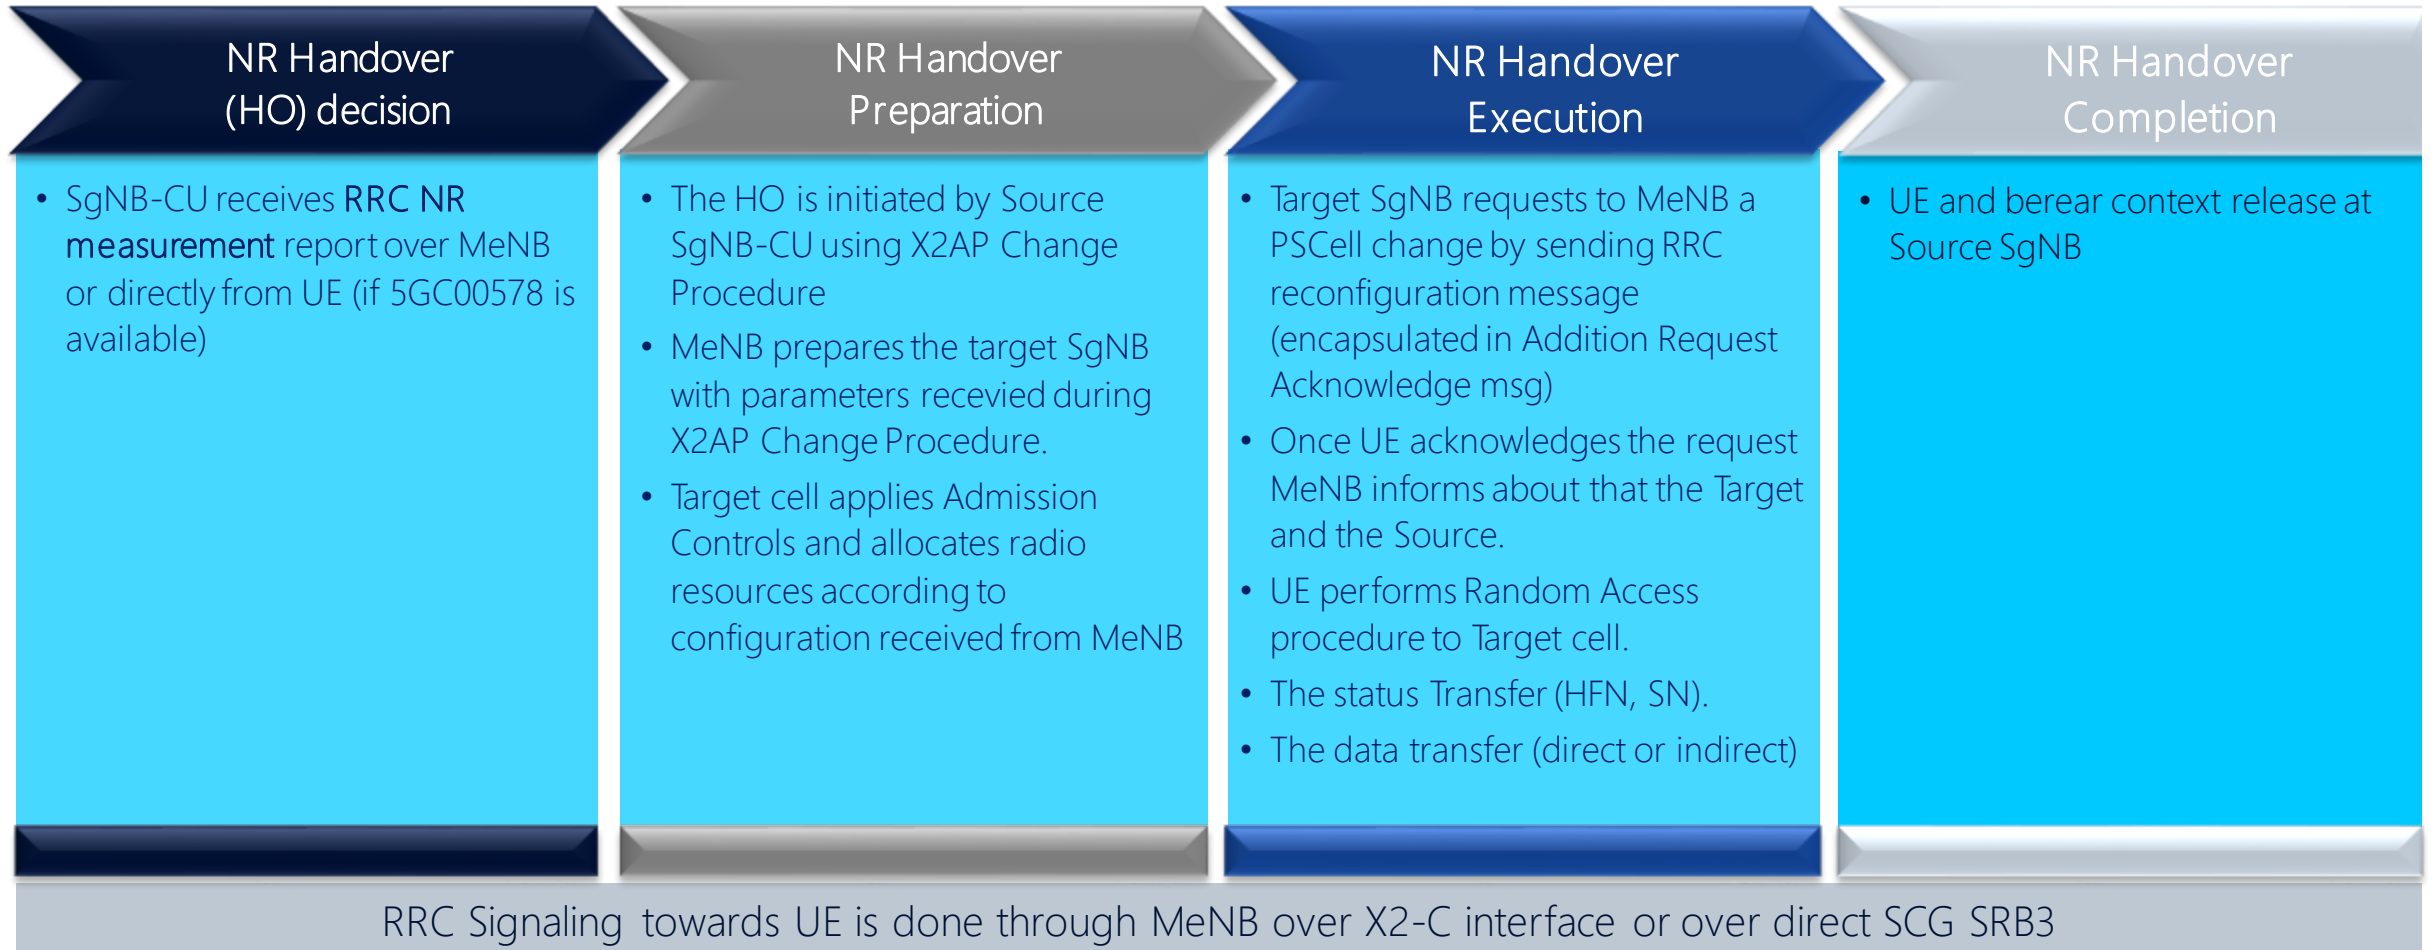 NR Handover
(HO) decision
• SgNB-CU receives RRC NR
measurement report over MeNB
or directly from UE (if 5GC00578 is
available)
NR Handover
Preparation
• The HO is initiated by Source
SgNB-CU using X2AP Change
Procedure
• MeNB prepares the target SgNB
with parameters recevied during
X2AP Change Procedure.
• Target cell applies Admission
Controls and allocates radio
resources according to
configuration received from MeNB
NR Handover
Execution
• Target SgNB requests to MeNB a
PSCell change by sending RRC
reconfiguration message
(encapsulated in Addition Request
Acknowledge msg)
• Once UE acknowledges the request
MeNB informs about that the Target
and the Source.
• UE performs Random Access
procedure to Target cell.
• The status Transfer (HFN, SN).
• The data transfer (direct or indirect)
NR Handover
Completion
• UE and berear context release at
Source SgNB
RRC Signaling towards UE is done through MeNB over X2-C interface or over direct SCG SRB3